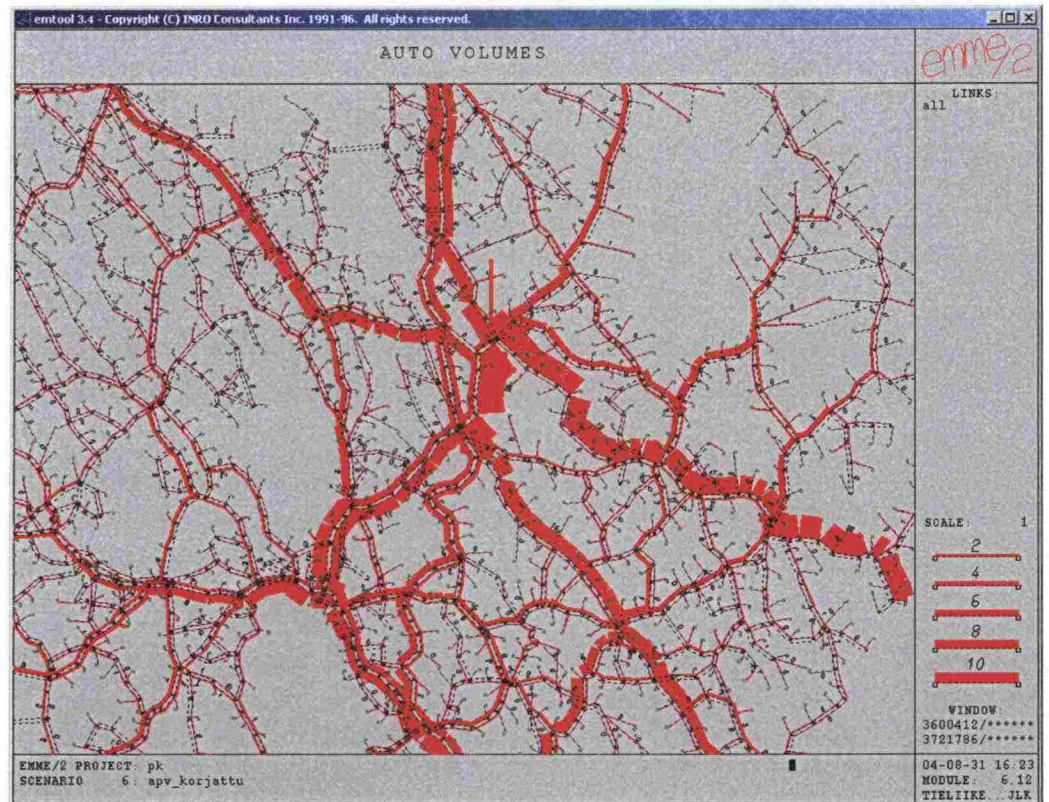 emtool 3.4 - Copyright (C) INRO Consultants Inc. 1991-96. All rights reserved.
AUTO VOLUMES
emme/2
LINKS:
all
SCALE: 1
2
4
6
8
10
WINDOW:
3600412/******
3721786/******
EMME/2 PROJECT: pk
SCENARIO 6: apv_korjattu
04-08-31 16:23
MODULE: 6.12
TIELIIKE...JLK